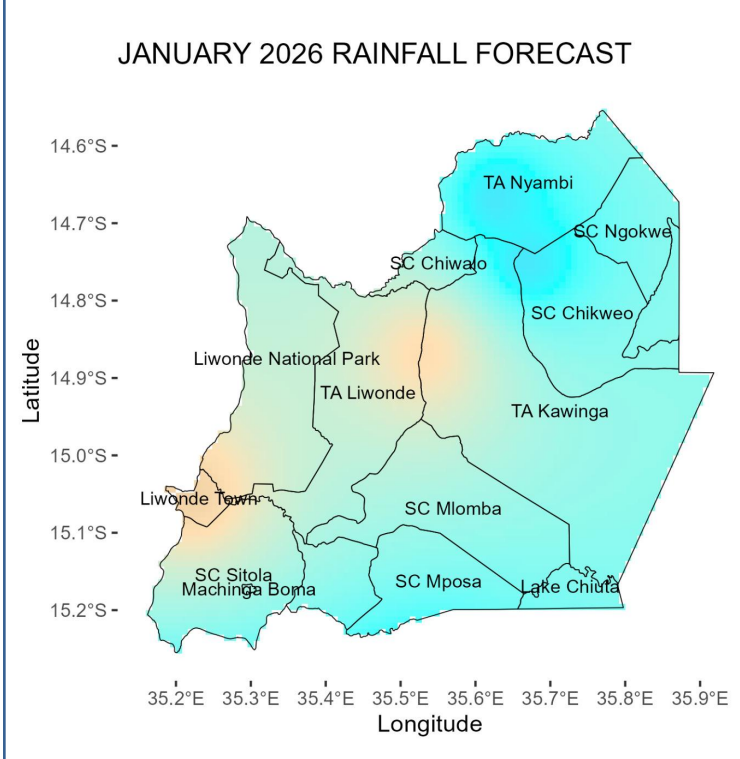 JANUARY 2026 RAINFALL FORECAST
14.6°S
TA Nyambi
14.7°S
SC Ngokwe
SC Chiwalo
14.8°S
SC Chikweo
Liwonde National Park
14.9°S
TA Liwonde
TA Kawinga
15.0°S
Liwonde Town
SC Mlomba
15.1°S
SC Sitola
SC Mposa
Lake Chiuta
Machinga Boma
15.2°S
35.2°E 35.3°E 35.4°E 35.5°E 35.6°E 35.7°E 35.8°E 35.9°E
Longitude
Latitude